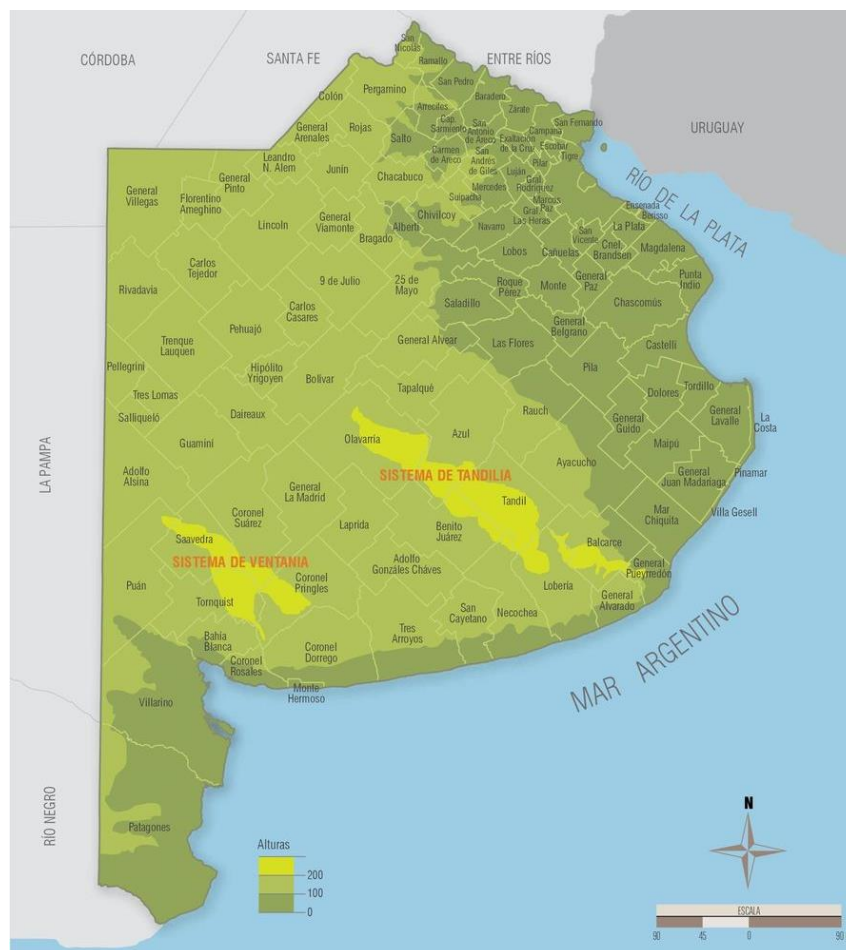 CÓRDOBA
SANTA FE
ENTRE RÍOS
URUGUAY
RÍO DE LA PLATA
LA PAMPA
RÍO NEGRO
MAR ARGENTINO
San
Nicolás
Ramallo
Pergamino
San Pedro
Colón
Baradero
Arrecifes
Zárate
General
Arenales
Rojas
Salto
Cap.
Sarmiento
San
Antonio
de Areco
Exaltación
de la Cruz
Campana
San Fernando
Escobar
Tigre
Leandro
N. Alem
Junín
Carmen
de Areco
San
Andrés
de Giles
Pilar
Luján
Chacabuco
General
Villegas
General
Pinto
Florentino
Ameghino
Mercedes
Gral.
Rodríguez
Suipacha
Marcos
Paz
Gral.
Las Heras
Lincoln
General
Viamonte
Bragado
Alberti
Chivilcoy
Navarro
Ensenada
Berisso
La Plata
San
Vicente
Cnel.
Brandsen
Magdalena
Lobos
Cañuelas
Carlos
Tejedor
Rivadavia
9 de Julio
25 de
Mayo
Roque
Pérez
Monte
General
Paz
Punta
Indio
Carlos
Casares
Saladillo
Chascomús
Pehuajó
General
Belgrano
Trenque
Lauquen
General Alvear
Las Flores
Castelli
Pellegrini
Hipólito
Yrigoyen
Bolívar
Pila
Tapalqué
Tres Lomas
Dolores
Tordillo
Salliqueló
Daireaux
Rauch
General
Guido
General
Lavalle
La
Costa
Guaminí
Olavarría
Azul
Maipú
Adolfo
Alsina
SISTEMA DE TANDILIA
Ayacucho
General
Juan Madariaga
Pinamar
General
La Madrid
Tandil
Coronel
Suárez
Laprida
Benito
Juárez
Mar
Chiquita
Villa Gesell
Saavedra
Balcarce
SISTEMA DE VENTANIA
Adolfo
Gonzáles Cháves
General
Pueyrredón
Puán
Coronel
Pringles
Lobería
Tornquist
General
Alvarado
San
Cayetano
Necochea
Tres
Arroyos
Bahía
Blanca
Coronel
Dorrego
Coronel
Rosales
Monte
Hermoso
Villarino
Patagones
Alturas
200
100
0
N
ESCALA
90 45 0 90